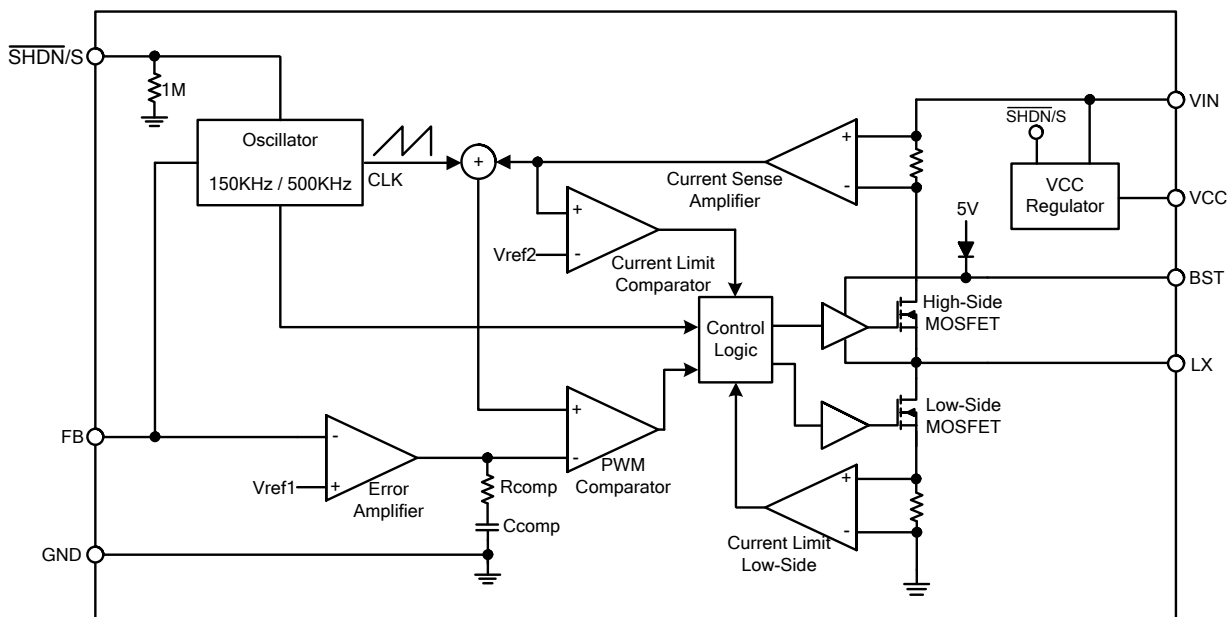 SHDN/S
1M
Oscillator
150KHz / 500KHz
CLK
+
Current Sense
Amplifier
+
-
SHDN/S
VIN
VCC
Regulator
VCC
5V
BST
+
-
Vref2
Current Limit
Comparator
High-Side
MOSFET
Control
Logic
LX
Low-Side
MOSFET
FB
-
+
Vref1
Error
Amplifier
+
-
PWM
Comparator
Rcomp
Ccomp
+
-
Current Limit
Low-Side
GND